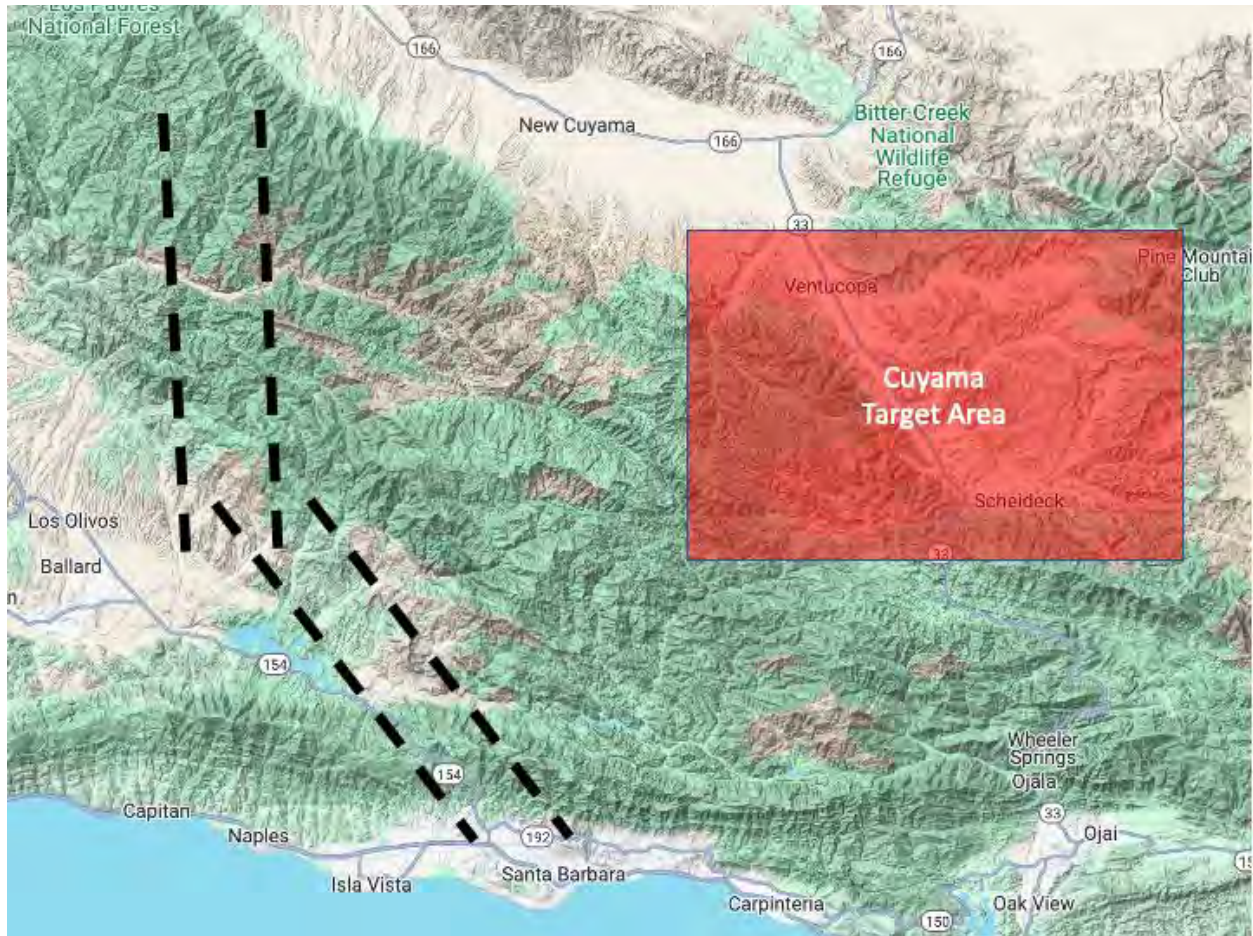 Los Padres
National Forest
166
166
New Cuyama
166
Bitter Creek
National
Wildlife
Refuge
33
Pine Mountai
Club
Ventucopa
Cuyama
Target Area
Scheideck
Los Olivos
Ballard
n
33
154
Wheeler
Springs
Ojala
154
Capitan
Naples
192
33
Ojai
15
Isla Vista
Santa Barbara
Carpinteria
150
Oak View